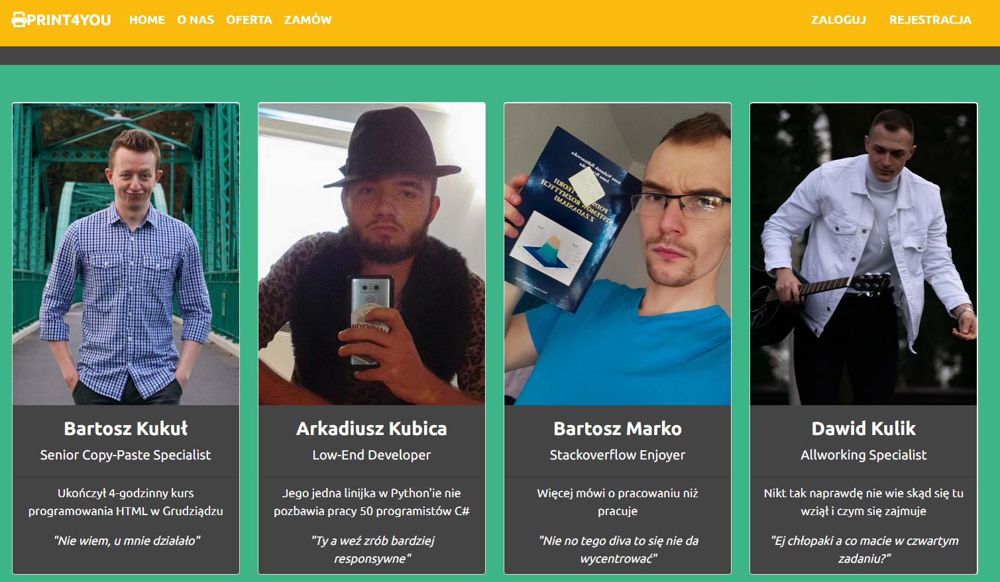 PRINT4YOU HOME O NAS OFERTA ZAMÓW ZALOGUJ REJESTRACJA
TEORII
SYSTEMÓW ROZMYTYCH
Z ZADANIAMI
Bartosz Kukuł
Senior Copy-Paste Specialist
Ukończył 4-godzinny kurs
programowania HTML w Grudziądzu
"Nie wiem, u mnie działało"
Arkadiusz Kubica
Low-End Developer
Jego jedna linijka w Python'ie nie
pozbawia pracy 50 programistów C#
"Ty a weź zrób bardziej
responsywne"
Bartosz Marko
Stackoverflow Enjoyer
Więcej mówi o pracowaniu niż
pracuje
"Nie no tego diva to się nie da
wycentrować"
Dawid Kulik
Allworking Specialist
Nikt tak naprawdę nie wie skąd się tu
wziął i czym się zajmuje
"Ej chłopaki a co macie w czwartym
zadaniu?"